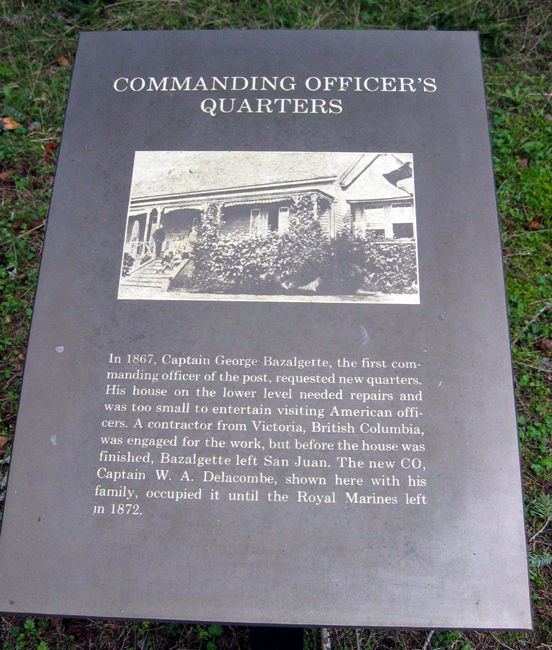 COMMANDING OFFICER'S
QUARTERS
In 1867, Captain George Bazalgette, the first com-
manding officer of the post, requested new quarters.
His house on the lower level needed repairs and
was too small to entertain visiting American offi-
cers. A contractor from Victoria, British Columbia,
was engaged for the work, but before the house was
finished, Bazalgette left San Juan. The new CO,
Captain W. A. Delacombe, shown here with his
family, occupied it until the Royal Marines left
in 1872.